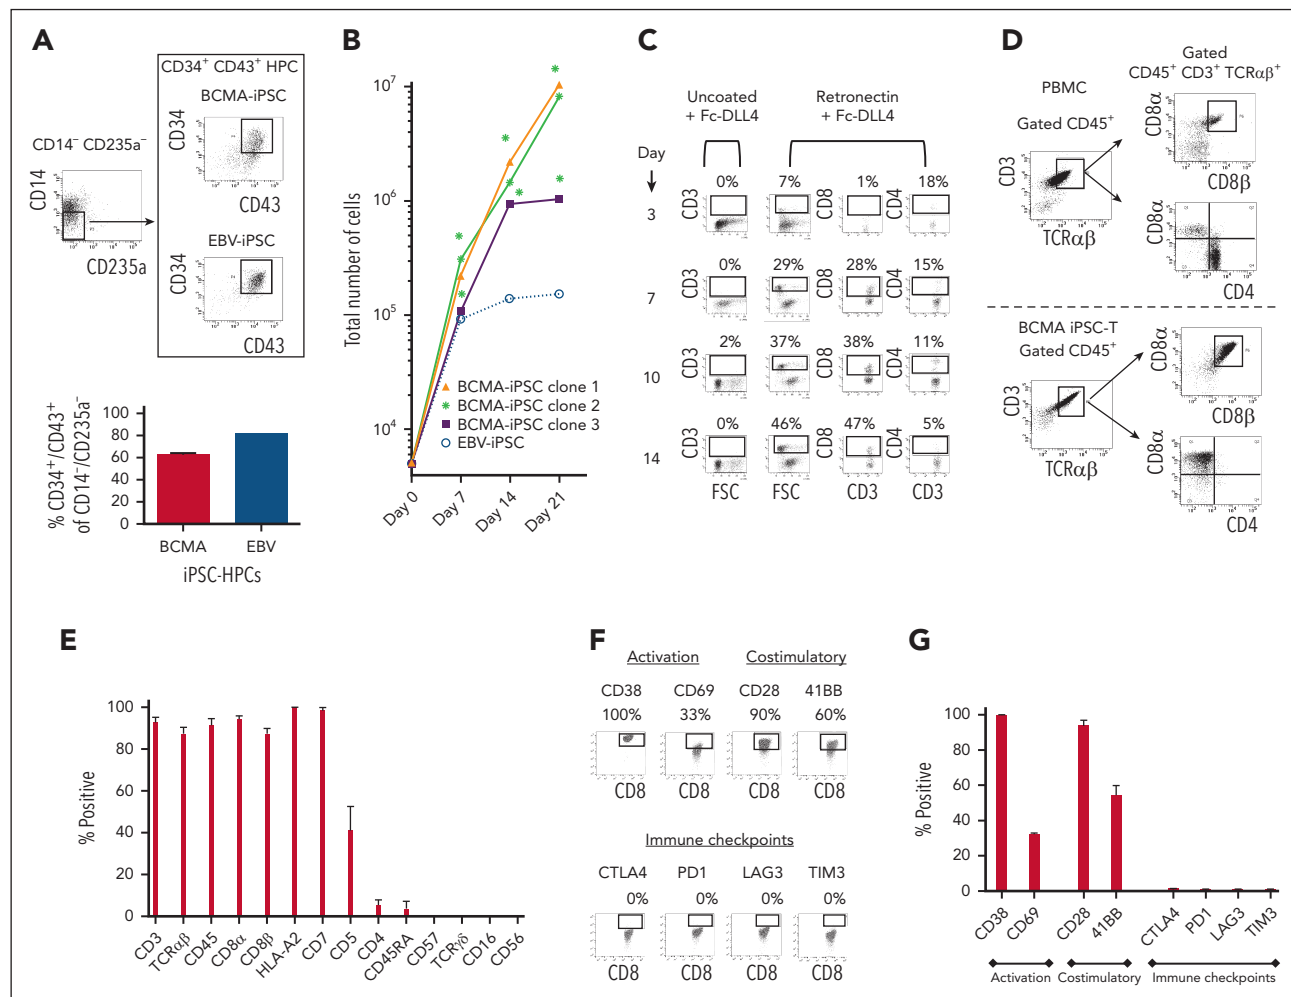 A
CD34+ CD43+ HPC
BCMA-iPSC
CD34
CD43
CD14− CD235a−
CD14
CD235a
EBV-iPSC
CD34
CD43
% CD34+/CD43+
of CD14−/CD235a−
100
80
60
40
20
0
BCMA
EBV
iPSC-HPCs
B
Total number of cells
10^7
10^6
10^5
10^4
BCMA-iPSC clone 1
BCMA-iPSC clone 2
BCMA-iPSC clone 3
EBV-iPSC
Day 0
Day 7
Day 14
Day 21
C
Uncoated
+ Fc-DLL4
Retronectin
+ Fc-DLL4
Day
3
CD3
0%
7%
CD8
1%
CD4
18%
7
CD3
0%
29%
CD8
28%
CD4
15%
10
CD3
2%
37%
CD8
38%
CD4
11%
14
CD3
0%
46%
CD8
47%
CD4
5%
FSC
FSC
CD3
CD3
D
PBMC
Gated CD45+
CD3
TCRαβ
Gated
CD45+ CD3+ TCRαβ+
CD8α
CD8β
CD8α
CD4
BCMA iPSC-T
Gated CD45+
CD3
TCRαβ
CD8α
CD8β
CD8α
CD4
E
% Positive
100
80
60
40
20
0
CD3
TCRαβ
CD45
CD8α
CD8β
HLA-A2
CD7
CD5
CD4
CD45RA
CD57
TCRγδ
CD16
CD56
F
Activation
Costimulatory
CD38
CD69
CD28
41BB
100%
33%
90%
60%
CD8
CD8
CD8
CD8
Immune checkpoints
CTLA4
PD1
LAG3
TIM3
0%
0%
0%
0%
CD8
CD8
CD8
CD8
G
% Positive
100
80
60
40
20
0
CD38
CD69
CD28
41BB
CTLA4
PD1
LAG3
TIM3
Activation
Costimulatory
Immune checkpoints